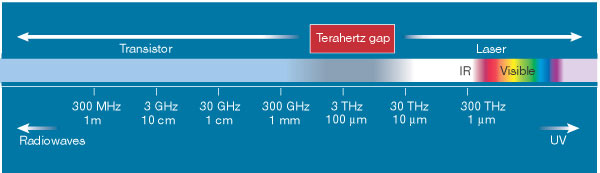 Terahertz gap
Transistor
Laser
IR
Visible
300 MHz 3 GHz 30 GHz 300 GHz 3 THz 30 THz 300 THz
1m 10 cm 1 cm 1 mm 100 µm 10 µm 1 µm
Radiowaves
UV